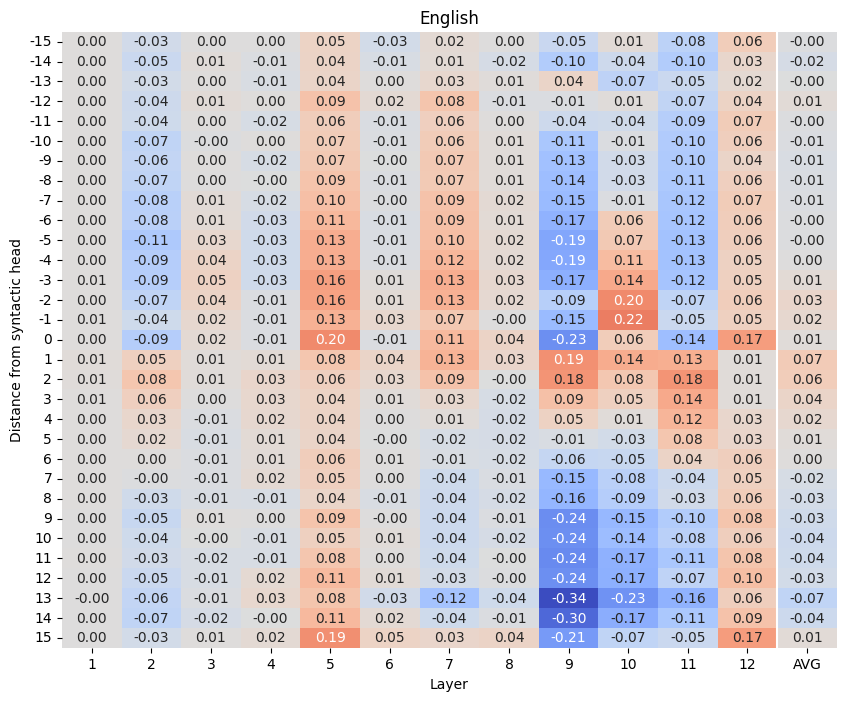 English
-15 0.00 -0.03 0.00 0.00 0.05 -0.03 0.02 0.00 -0.05 0.01 -0.08 0.06 -0.00
-14 0.00 -0.05 0.01 -0.01 0.04 -0.01 0.01 -0.02 -0.10 -0.04 -0.10 0.03 -0.02
-13 0.00 -0.03 0.00 -0.01 0.04 0.00 0.03 0.01 0.04 -0.07 -0.05 0.02 -0.00
-12 0.00 -0.04 0.01 0.00 0.09 0.02 0.08 -0.01 -0.01 0.01 -0.07 0.04 0.01
-11 0.00 -0.04 0.00 -0.02 0.06 -0.01 0.06 0.00 -0.04 -0.04 -0.09 0.07 -0.00
-10 0.00 -0.07 -0.00 0.00 0.07 -0.01 0.06 0.01 -0.11 -0.01 -0.10 0.06 -0.01
-9 0.00 -0.06 0.00 -0.02 0.07 -0.00 0.07 0.01 -0.13 -0.03 -0.10 0.04 -0.01
-8 0.00 -0.07 0.00 -0.00 0.09 -0.01 0.07 0.01 -0.14 -0.03 -0.11 0.06 -0.01
-7 0.00 -0.08 0.01 -0.02 0.10 -0.00 0.09 0.02 -0.15 -0.01 -0.12 0.07 -0.01
-6 0.00 -0.08 0.01 -0.03 0.11 -0.01 0.09 0.01 -0.17 0.06 -0.12 0.06 -0.00
-5 0.00 -0.11 0.03 -0.03 0.13 -0.01 0.10 0.02 -0.19 0.07 -0.13 0.06 -0.00
-4 0.00 -0.09 0.04 -0.03 0.13 -0.01 0.12 0.02 -0.19 0.11 -0.13 0.05 0.00
-3 0.01 -0.09 0.05 -0.03 0.16 0.01 0.13 0.03 -0.17 0.14 -0.12 0.05 0.01
-2 0.00 -0.07 0.04 -0.01 0.16 0.01 0.13 0.02 -0.09 0.20 -0.07 0.06 0.03
-1 0.01 -0.04 0.02 -0.01 0.13 0.03 0.07 -0.00 -0.15 0.22 -0.05 0.05 0.02
0 0.00 -0.09 0.02 -0.01 0.20 -0.01 0.11 0.04 -0.23 0.06 -0.14 0.17 0.01
1 0.01 0.05 0.01 0.01 0.08 0.04 0.13 0.03 0.19 0.14 0.13 0.01 0.07
2 0.01 0.08 0.01 0.03 0.06 0.03 0.09 -0.00 0.18 0.08 0.18 0.01 0.06
3 0.01 0.06 0.00 0.03 0.04 0.01 0.03 -0.02 0.09 0.05 0.14 0.01 0.04
4 0.00 0.03 -0.01 0.02 0.04 0.00 0.01 -0.02 0.05 0.01 0.12 0.03 0.02
5 0.00 0.02 -0.01 0.01 0.04 -0.00 -0.02 -0.02 -0.01 -0.03 0.08 0.03 0.01
6 0.00 0.00 -0.01 0.01 0.06 0.01 -0.01 -0.02 -0.06 -0.05 0.04 0.06 0.00
7 0.00 -0.00 -0.01 0.02 0.05 0.00 -0.04 -0.01 -0.15 -0.08 -0.04 0.05 -0.02
8 0.00 -0.03 -0.01 -0.01 0.04 -0.01 -0.04 -0.02 -0.16 -0.09 -0.03 0.06 -0.03
9 0.00 -0.05 0.01 0.00 0.09 -0.00 -0.04 -0.01 -0.24 -0.15 -0.10 0.08 -0.03
10 0.00 -0.04 -0.00 -0.01 0.05 0.01 -0.04 -0.02 -0.24 -0.14 -0.08 0.06 -0.04
11 0.00 -0.03 -0.02 -0.01 0.08 0.00 -0.04 -0.00 -0.24 -0.17 -0.11 0.08 -0.04
12 0.00 -0.05 -0.01 0.02 0.11 0.01 -0.03 -0.00 -0.24 -0.17 -0.07 0.10 -0.03
13 -0.00 -0.06 -0.01 0.03 0.08 -0.03 -0.12 -0.04 -0.34 -0.23 -0.16 0.06 -0.07
14 0.00 -0.07 -0.02 -0.00 0.11 0.02 -0.04 -0.01 -0.30 -0.17 -0.11 0.09 -0.04
15 0.00 -0.03 0.01 0.02 0.19 0.05 0.03 0.04 -0.21 -0.07 -0.05 0.17 0.01
1 2 3 4 5 6 7 8 9 10 11 12 AVG
Layer
Distance from syntactic head